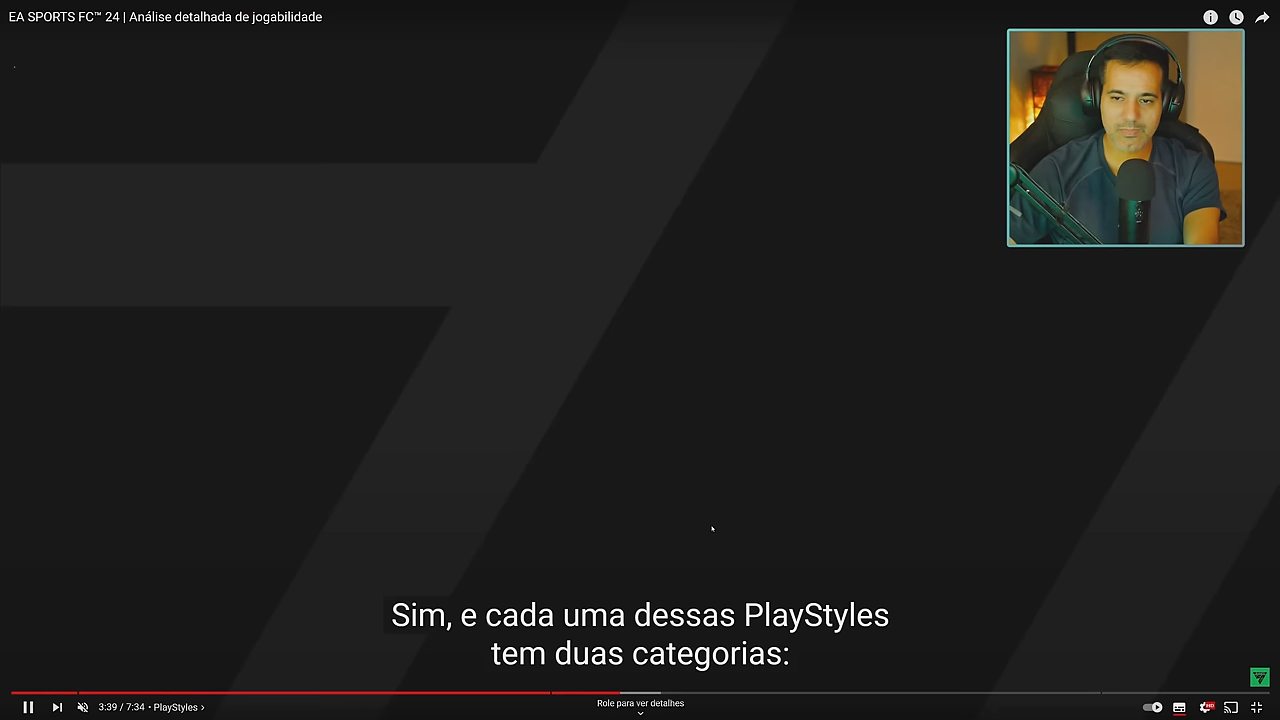 EA SPORTS FC™ 24 | Análise detalhada de jogabilidade
Sim, e cada uma dessas PlayStyles
tem duas categorias:
3:39 / 7:34 • PlayStyles ›
Role para ver detalhes
HD